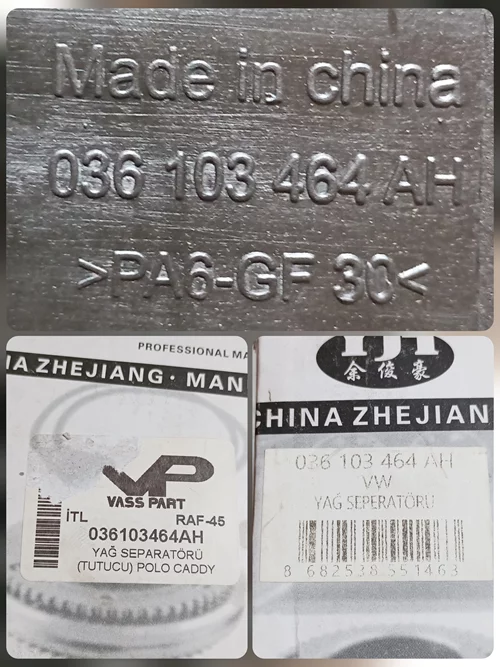 Made in china
036 103 464 AH
>PA6-GF 30<
PROFESSIONAL MA
NA ZHEJIANG · MAN
VP
VASS PART
İTL
RAF-45
036103464AH
YAĞ SEPARATÖRÜ
(TUTUCU) POLO CADDY
余俊豪
CHINA ZHEJIAN
036 103 464 AH
VW
YAĞ SEPERATÖRÜ
8 682538 551463